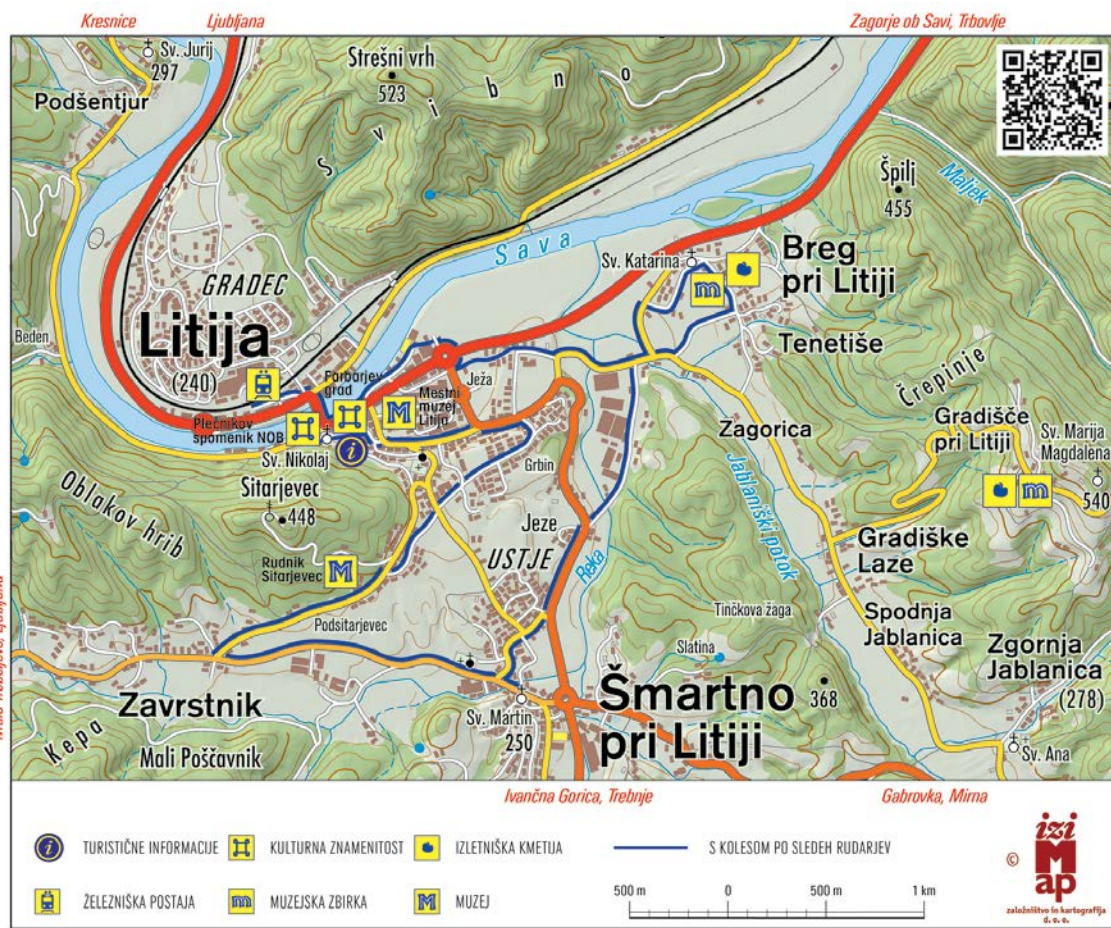 Kresnice
Ljubljana
Zagorje ob Savi, Trbovlje
Sv. Jurij
297
Podšentjur
Strešni vrh
523
Svibno
Maljek
Špilj
455
Sava
Sv. Katarina
Breg
pri Litiji
GRADEC
Litija
(240)
Beden
Tenetiše
Farbarjev
grad
Ježa
Mestni
muzej
Litija
Črepinje
Plečnikov
spomenik NOB
Sv. Nikolaj
Zagorica
Gradišče
pri Litiji
Sv. Marija
Magdalena
540
Grbin
Sitarjevec
448
Oblakov hrib
Jablaniški potok
Jeze
USTJE
Reka
Gradiške
Laze
Rudnik
Sitarjevec
Tinčkova žaga
Spodnja
Jablanica
Podsitarjevec
Slatina
Zgornja
Jablanica
(278)
Šmartno
pri Litiji
368
Zavrstnik
Sv. Martin
250
Kepa
Mali Poščavnik
Sv. Ana
Ivančna Gorica, Trebnje
Gabrovka, Mirna
i TURISTIČNE INFORMACIJE
KULTURNA ZNAMENITOST
IZLETNIŠKA KMETIJA
S KOLESOM PO SLEDEH RUDARJEV
ŽELEZNIŠKA POSTAJA
m MUZEJSKA ZBIRKA
M MUZEJ
500 m 0 500 m 1 km
© izi
Map
založništvo in kartografija
d. o. o.